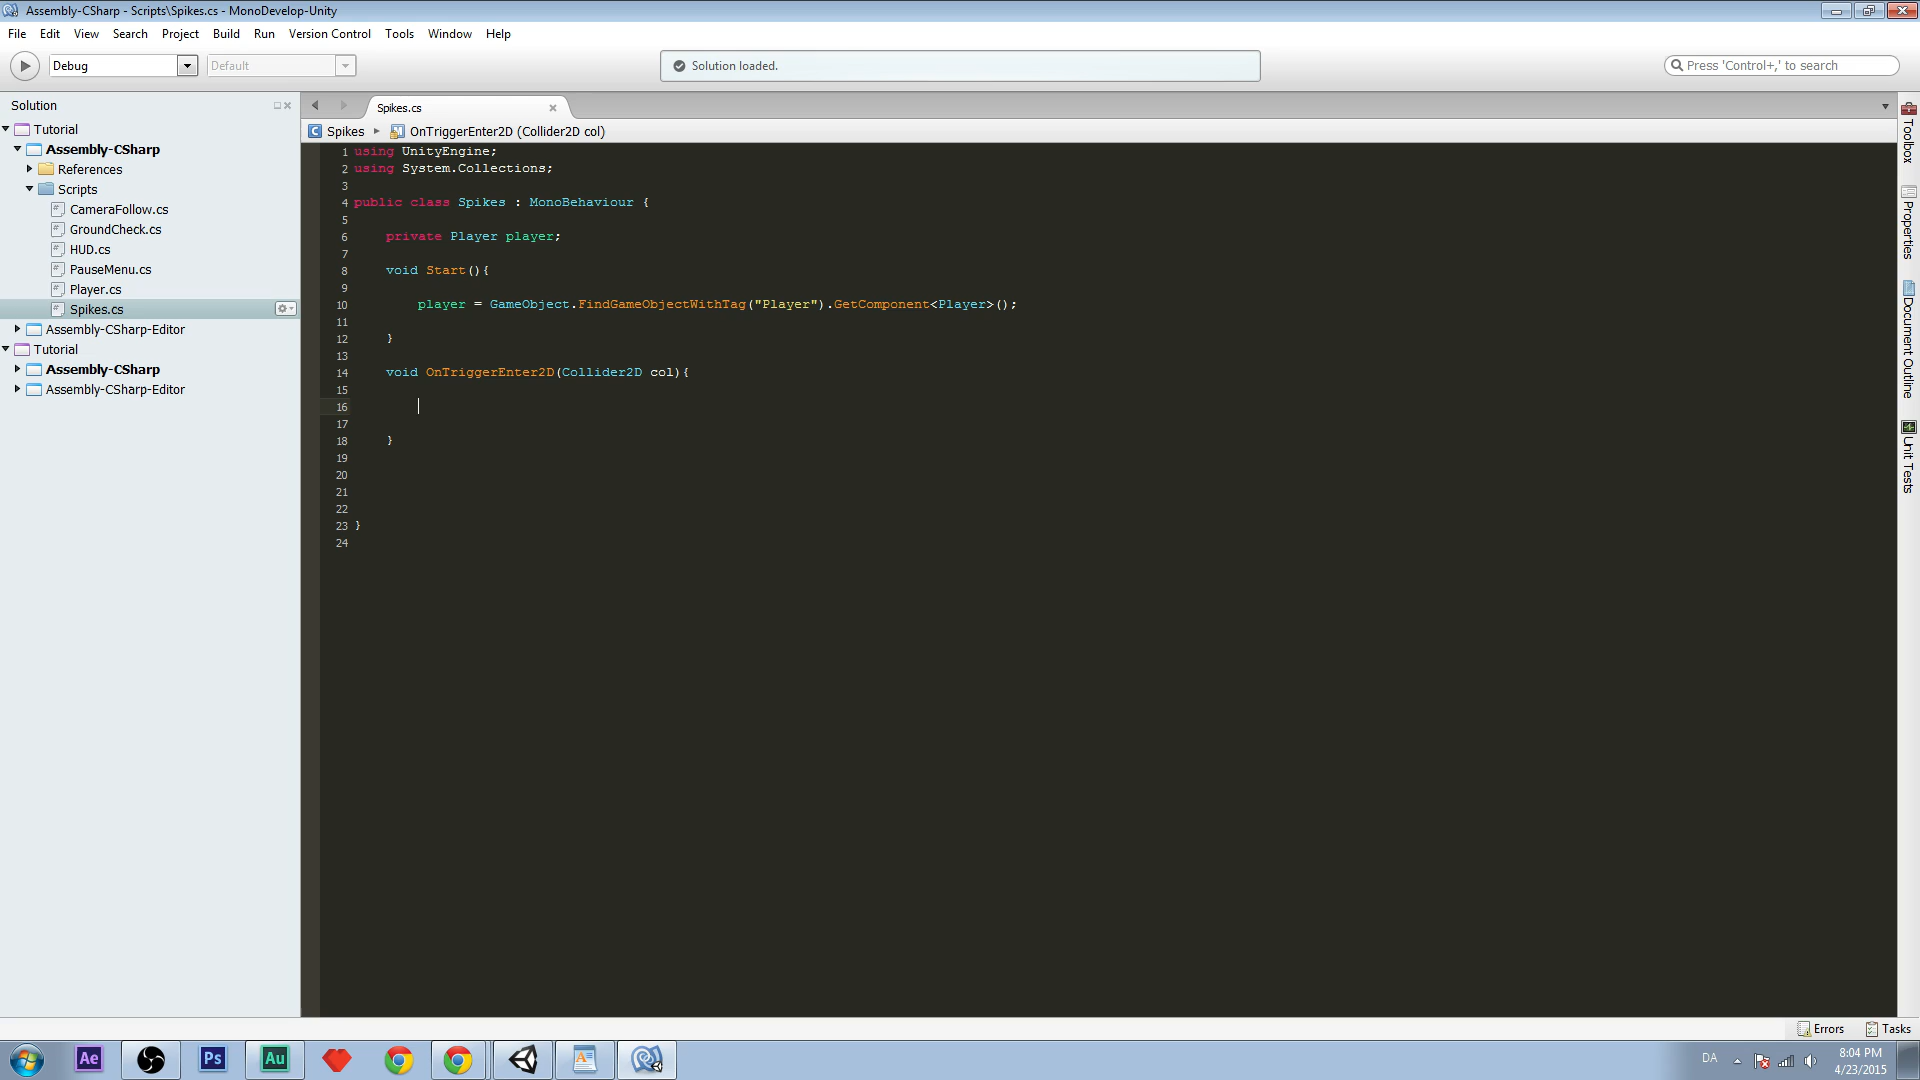 Assembly-CSharp - Scripts\Spikes.cs - MonoDevelop-Unity
File Edit View Search Project Build Run Version Control Tools Window Help
Debug Default Solution loaded. Press 'Control+,' to search
Solution
Tutorial
Assembly-CSharp
References
Scripts
CameraFollow.cs
GroundCheck.cs
HUD.cs
PauseMenu.cs
Player.cs
Spikes.cs
Assembly-CSharp-Editor
Tutorial
Assembly-CSharp
Assembly-CSharp-Editor
Spikes.cs
Spikes OnTriggerEnter2D (Collider2D col)
1 using UnityEngine;
2 using System.Collections;
3
4 public class Spikes : MonoBehaviour {
5
6 private Player player;
7
8 void Start(){
9
10 player = GameObject.FindGameObjectWithTag("Player").GetComponent<Player>();
11
12 }
13
14 void OnTriggerEnter2D(Collider2D col){
15
16
17
18 }
19
20
21
22
23 }
24
Toolbox
Properties
Document Outline
Unit Tests
Errors Tasks
Ae Ps Au DA 8:04 PM
4/23/2015